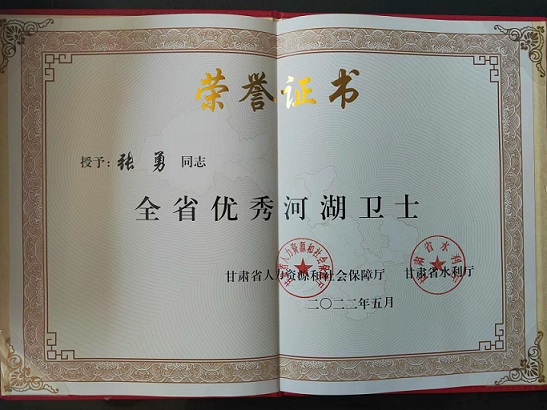 荣誉证书
授予：张勇 同志
全省优秀河湖卫士
甘肃省人力资源和社会保障厅 甘肃省水利厅
二〇二二年五月